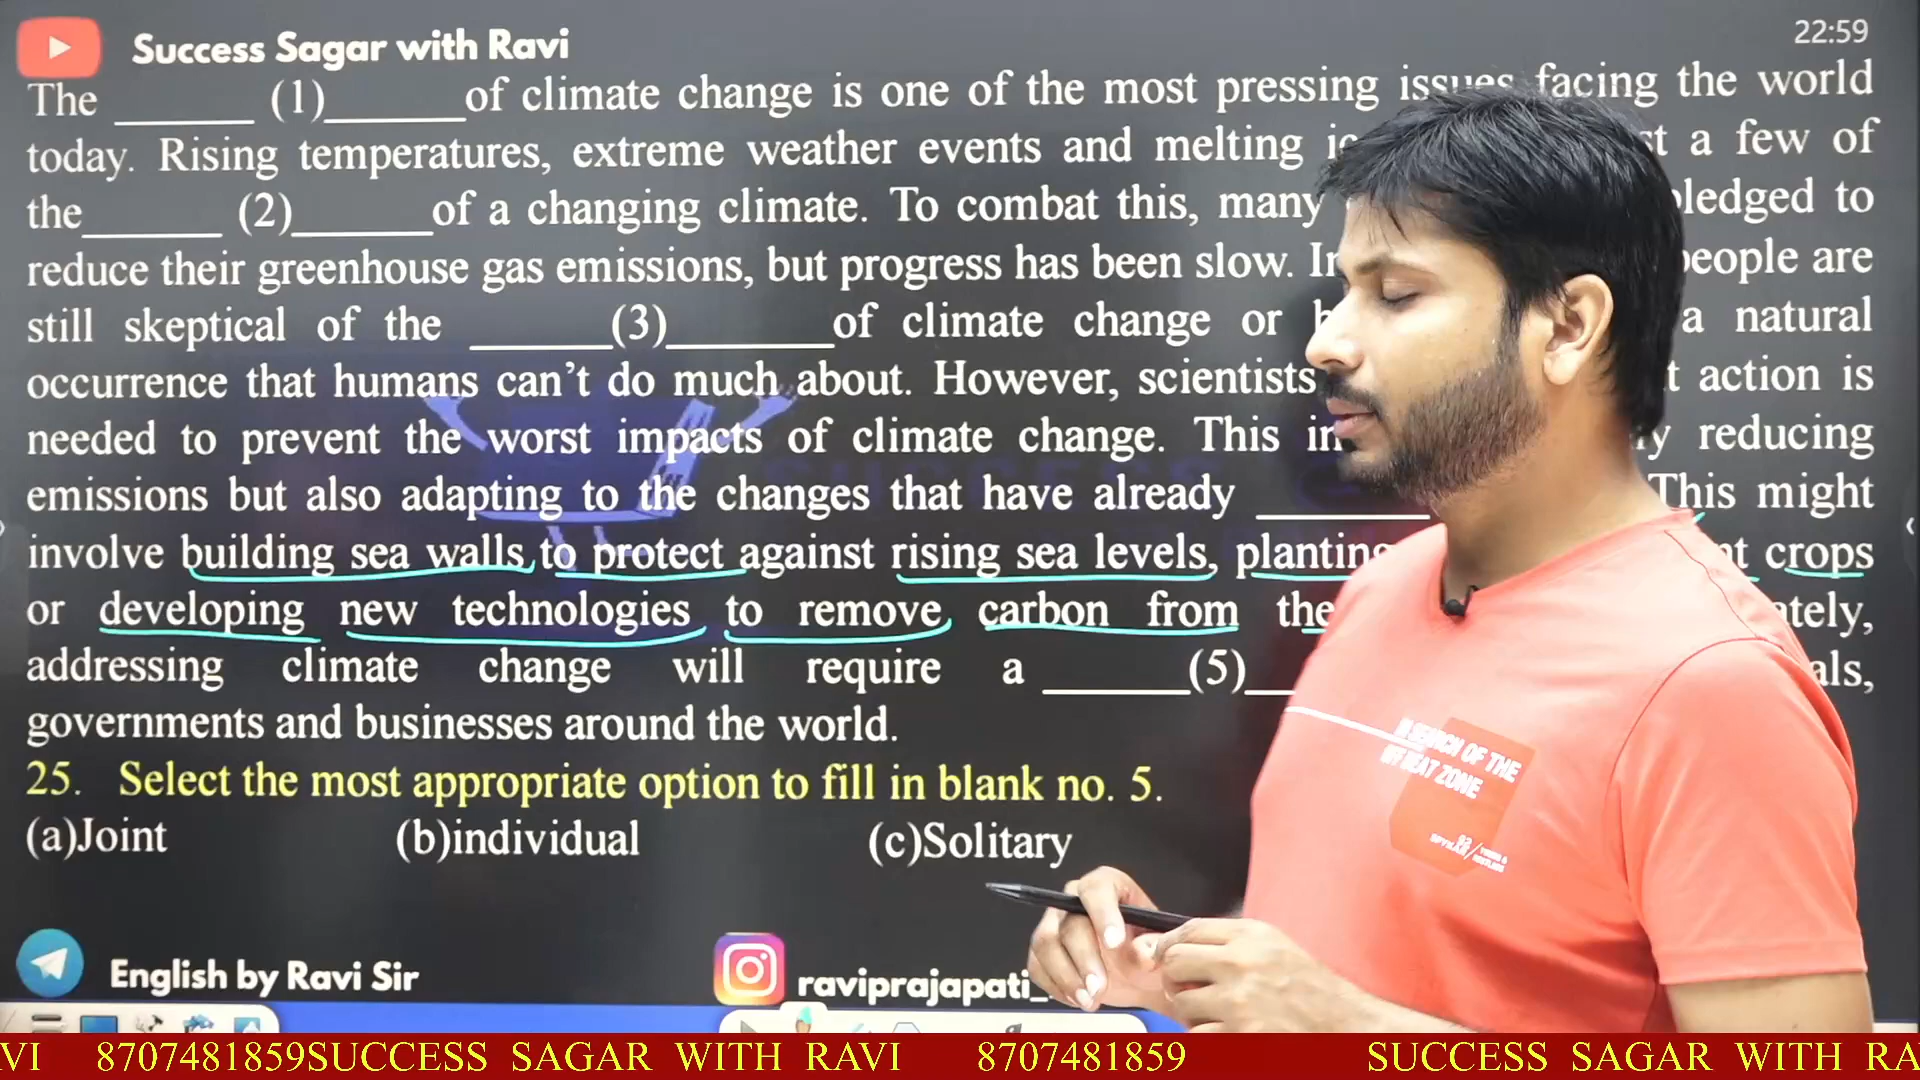 Success Sagar with Ravi
22:59
The ______ (1)______of climate change is one of the most pressing issues facing the world
today. Rising temperatures, extreme weather events and melting a few of
the______ (2)______of a changing climate. To combat this, many pledged to
reduce their greenhouse gas emissions, but progress has been slow. people are
still skeptical of the ______(3)_______of climate change or a natural
occurrence that humans can’t do much about. However, scientists action is
needed to prevent the worst impacts of climate change. This reducing
emissions but also adapting to the changes that have already _______ This might
involve building sea walls to protect against rising sea levels, planting crops
or developing new technologies to remove carbon from
addressing climate change will require a ______(5)__
governments and businesses around the world.
25. Select the most appropriate option to fill in blank no. 5.
(a)Joint (b)individual (c)Solitary
OF THE
ZONE
English by Ravi Sir
raviprajapati_
VI 8707481859SUCCESS SAGAR WITH RAVI 8707481859 SUCCESS SAGAR WITH RA